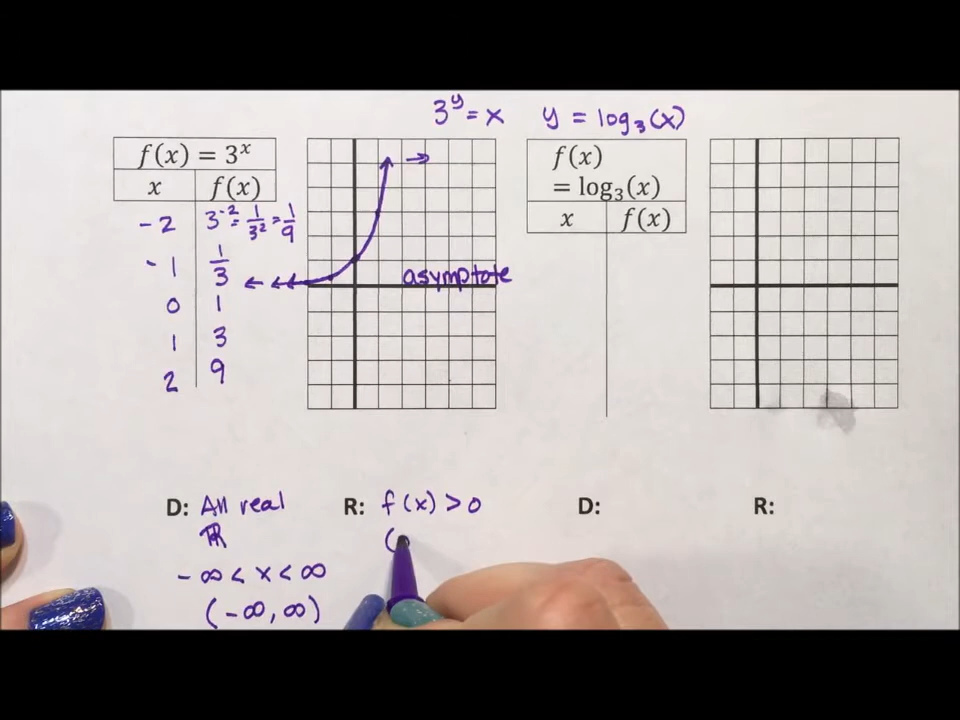 3^y = x
y = log₃(x)
f(x) = 3^x
x f(x)
-2 3^-2 = 1/3² = 1/9
-1 1/3
0 1
1 3
2 9
asymptote
f(x)
= log₃(x)
x f(x)
D: All real
ℝ
-∞ < x < ∞
(-∞, ∞)
R: f(x) > 0
(
D:
R: